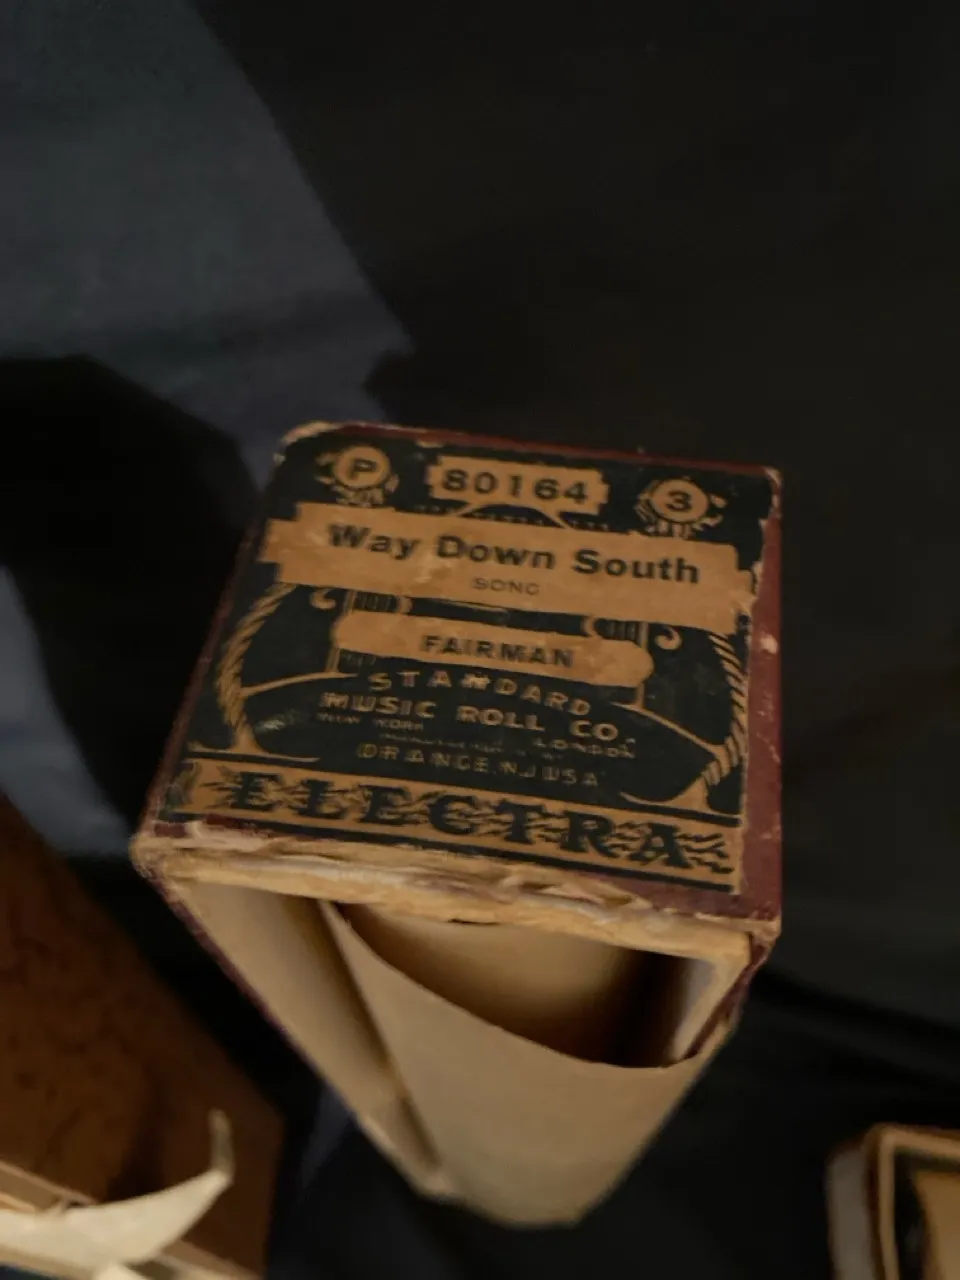 P 80164 3
Way Down South
SONG
FAIRMAN
STANDARD
MUSIC ROLL CO.
NEW YORK LONDON
ORANGE, N.J. USA
ELECTRA